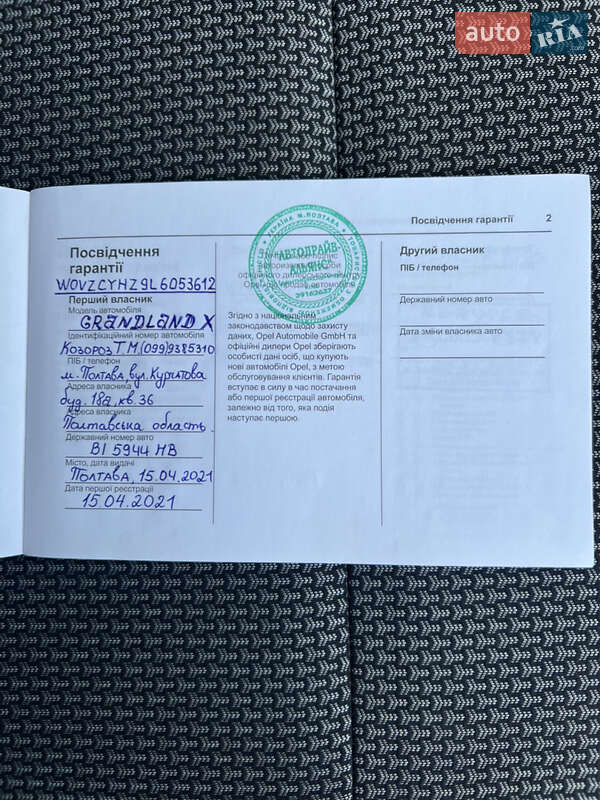 auto RIA .com
Посвідчення гарантії 2
Посвідчення
гарантії
W0VZCYHZ9L6053612
Перший власник
Модель автомобіля
GRANDLAND X
Ідентифікаційний номер автомобіля
Козороз Т.М. (099)9385310
ПІБ / телефон
м. Полтава, вул. Курчатова
Адреса власника
буд. 18а, кв. 36
Адреса власника
Полтавська область.
Державний номер авто
ВІ 5944 НВ
Місто, дата видачі
Полтава, 15.04.2021
Дата першої реєстрації
15.04.2021
УКРАЇНА М.ПОЛТАВА
АВТОДРАЙВ-
АЛЬЯНС
Згідно з національним
законодавством щодо захисту
даних, Opel Automobile GmbH та
офіційні дилери Opel зберігають
особисті дані осіб, що купують
нові автомобілі Opel, з метою
обслуговування клієнтів. Гарантія
вступає в силу в час постачання
або першої реєстрації автомобіля,
залежно від того, яка подія
наступає першою.
Другий власник
ПІБ / телефон
Державний номер авто
Дата зміни власника авто